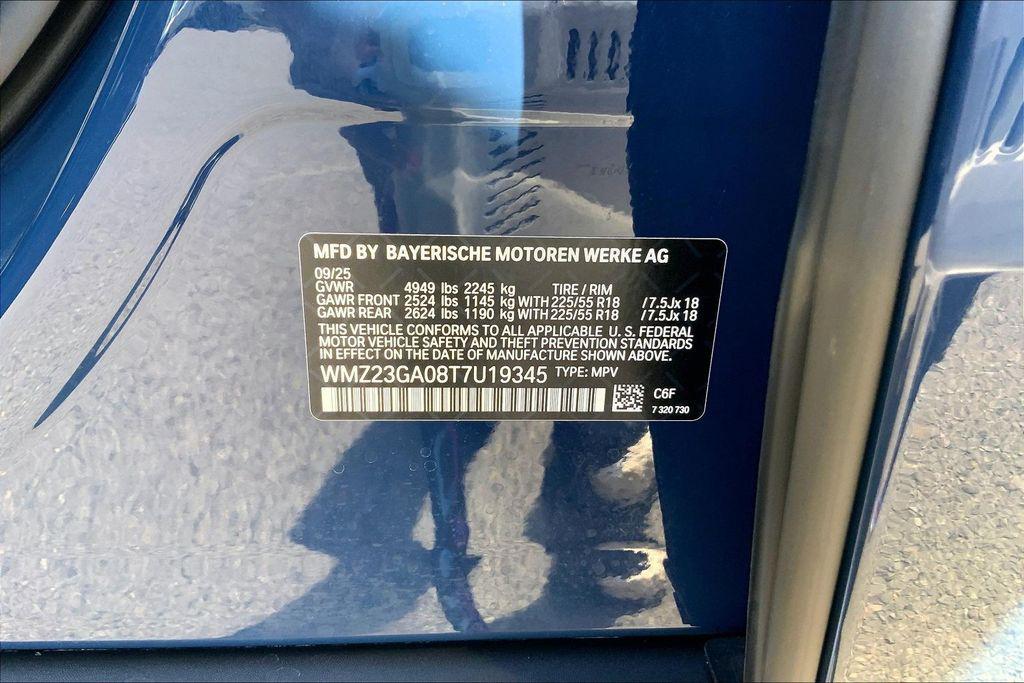 MFD BY BAYERISCHE MOTOREN WERKE AG
09/25
GVWR 4949 lbs 2245 kg TIRE / RIM
GAWR FRONT 2524 lbs 1145 kg WITH 225/55 R18 /7.5Jx 18
GAWR REAR 2624 lbs 1190 kg WITH 225/55 R18 /7.5Jx 18
THIS VEHICLE CONFORMS TO ALL APPLICABLE U. S. FEDERAL
MOTOR VEHICLE SAFETY AND THEFT PREVENTION STANDARDS
IN EFFECT ON THE DATE OF MANUFACTURE SHOWN ABOVE.
WMZ23GA08T7U19345 TYPE: MPV
C6F
7 320 730